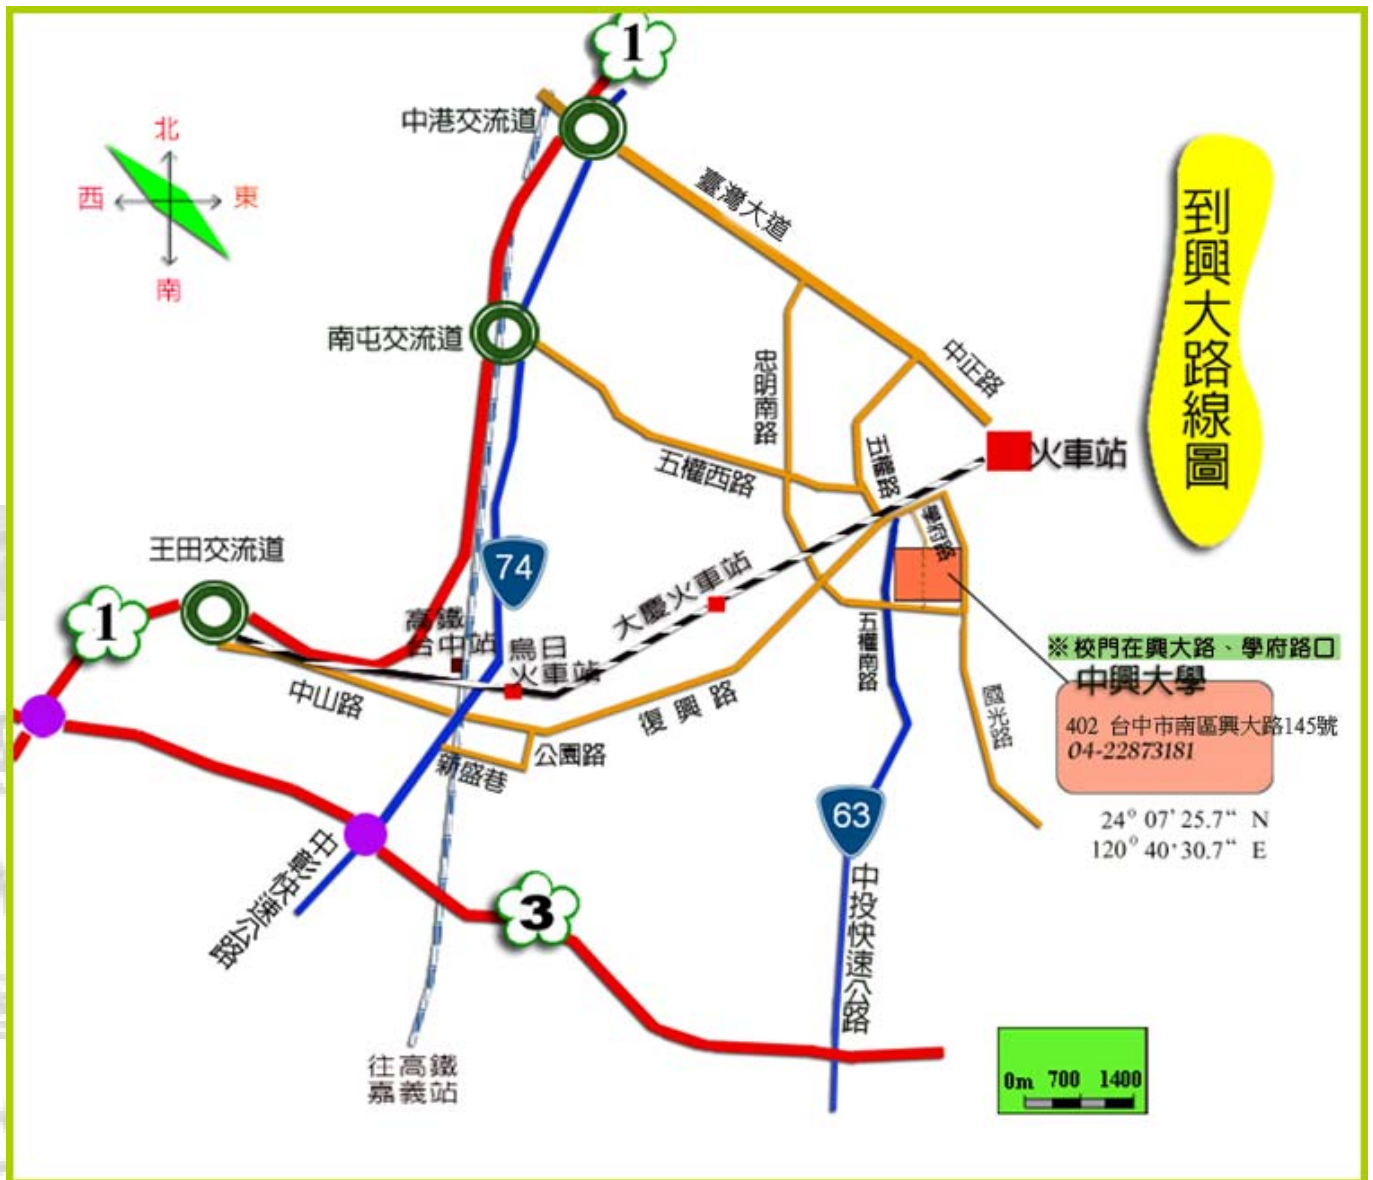 1
中港交流道
北
西
東
南
臺灣大道
到興大路線圖
南屯交流道
中正路
忠明南路
火車站
五權路
五權西路
學府路
王田交流道
74
大慶火車站
1
高鐵
台中站
烏日
火車站
五權南路
※校門在興大路、學府路口
中興大學
402 台中市南區興大路145號
04-22873181
中山路
復興路
國光路
公園路
新盛巷
63
24° 07' 25.7“ N
120° 40' 30.7“ E
中彰快速公路
3
中投快速公路
往高鐵
嘉義站
0m 700 1400